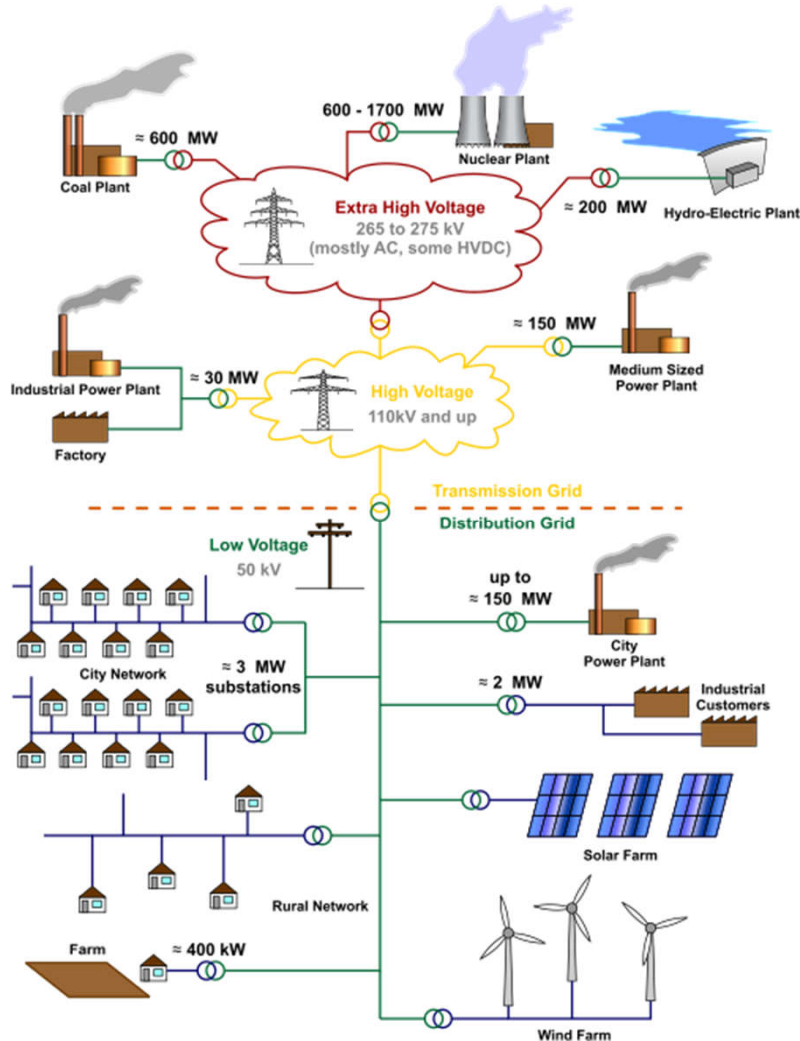 600 - 1700 MW
≈ 600 MW
Nuclear Plant
Coal Plant
Extra High Voltage
265 to 275 kV
(mostly AC, some HVDC)
≈ 200 MW
Hydro-Electric Plant
≈ 150 MW
Medium Sized
Power Plant
Industrial Power Plant
≈ 30 MW
Factory
High Voltage
110kV and up
Transmission Grid
Distribution Grid
Low Voltage
50 kV
up to
≈ 150 MW
City
Power Plant
City Network
≈ 3 MW
substations
≈ 2 MW
Industrial
Customers
Solar Farm
Rural Network
Farm
≈ 400 kW
Wind Farm